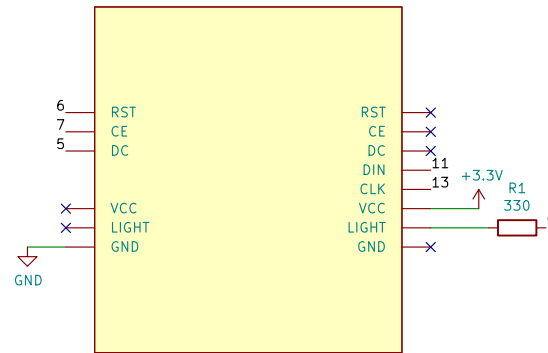 6 RST RST
7 CE CE
5 DC DC
DIN 11
CLK 13
+3.3V
R1
330
VCC VCC
LIGHT LIGHT
GND GND
GND